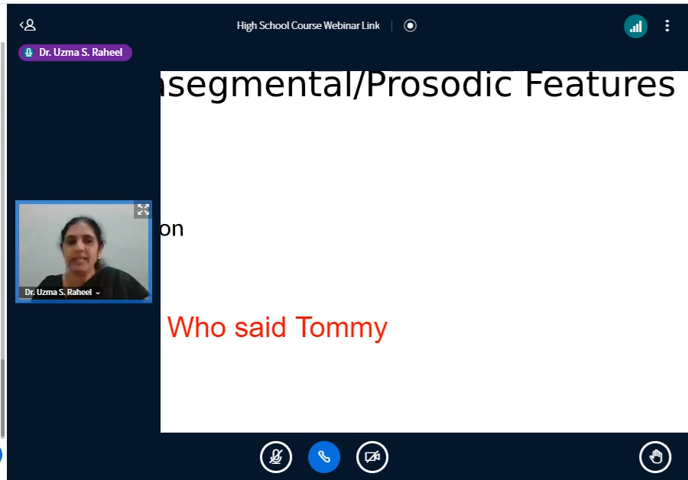 High School Course Webinar Link
Dr. Uzma S. Raheel
asegmental/Prosodic Features
on
Dr. Uzma S. Raheel
Who said Tommy